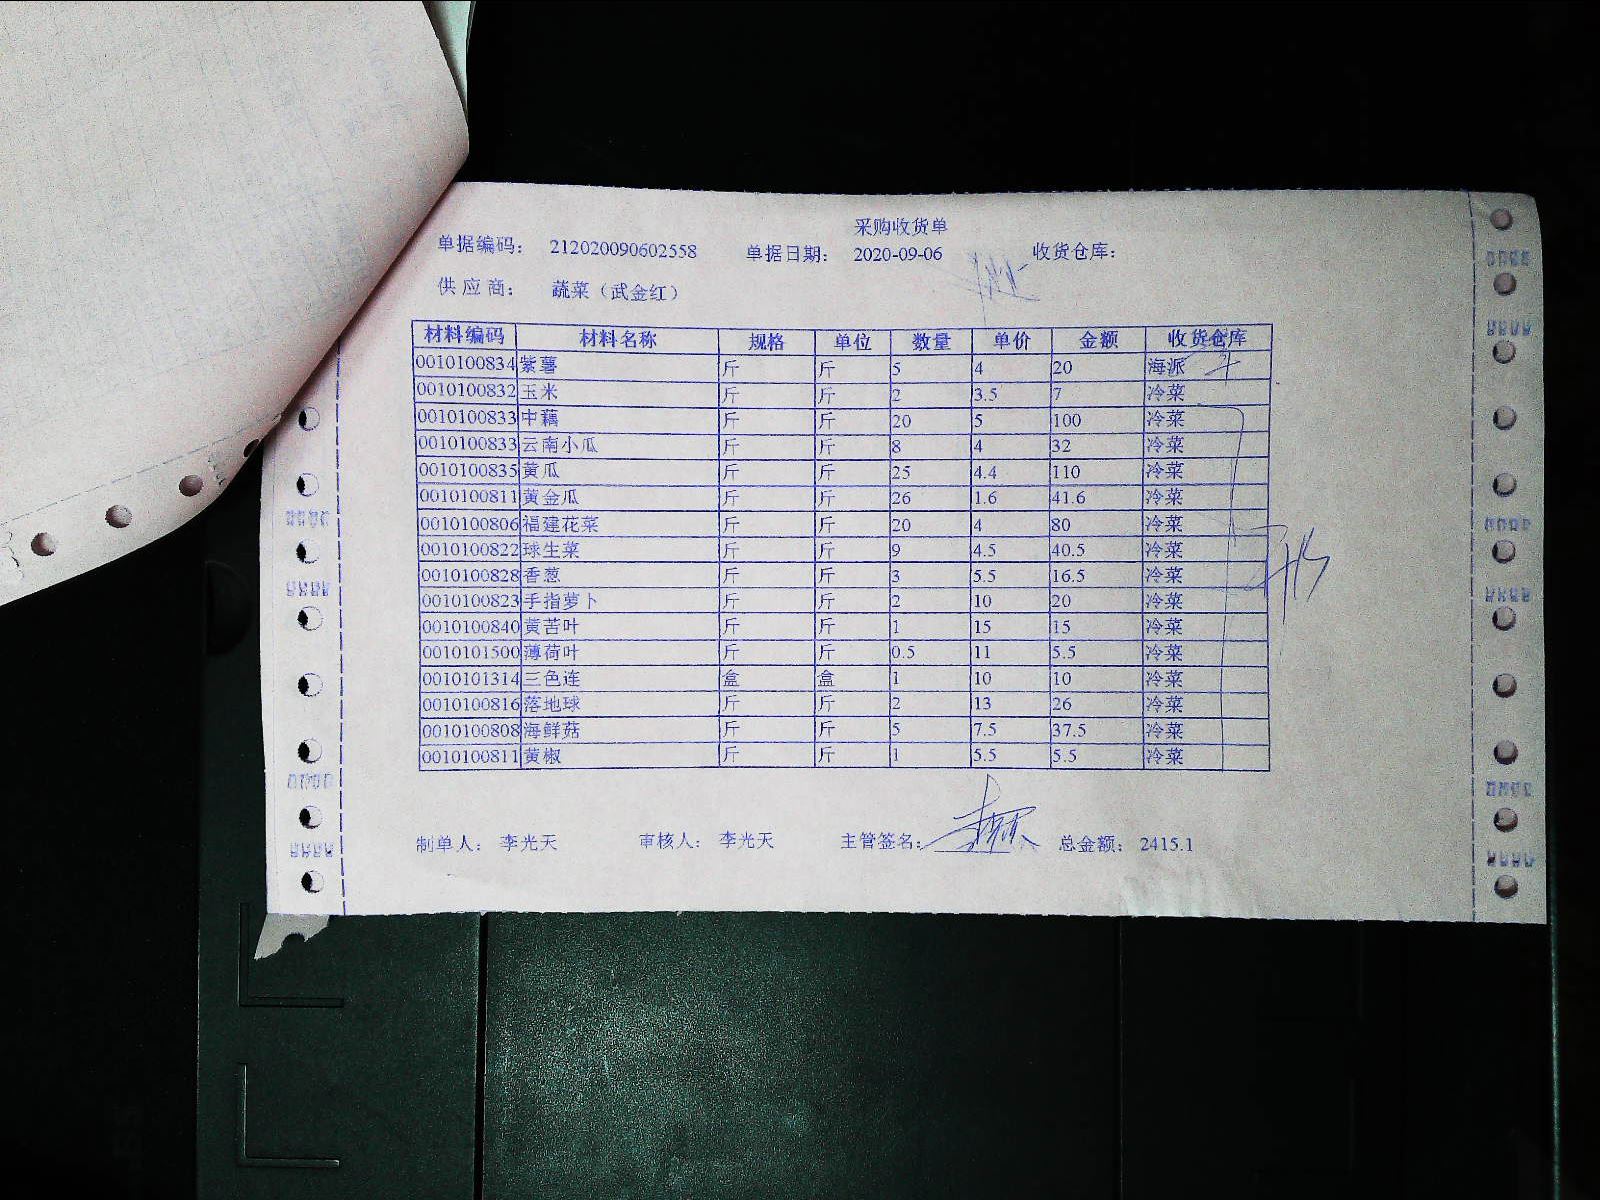 采购收货单
单据编码： 212020090602558 单据日期： 2020-09-06 收货仓库：
供应商： 蔬菜（武金红）
材料编码 材料名称 规格 单位 数量 单价 金额 收货仓库
0010100834 紫薯 斤 斤 5 4 20 海派
0010100832 玉米 斤 斤 2 3.5 7 冷菜
0010100833 中藕 斤 斤 20 5 100 冷菜
0010100833 云南小瓜 斤 斤 8 4 32 冷菜
0010100835 黄瓜 斤 斤 25 4.4 110 冷菜
0010100811 黄金瓜 斤 斤 26 1.6 41.6 冷菜
0010100806 福建花菜 斤 斤 20 4 80 冷菜
0010100822 球生菜 斤 斤 9 4.5 40.5 冷菜
0010100828 香葱 斤 斤 3 5.5 16.5 冷菜
0010100823 手指萝卜 斤 斤 2 10 20 冷菜
0010100840 黄苦叶 斤 斤 1 15 15 冷菜
0010101500 薄荷叶 斤 斤 0.5 11 5.5 冷菜
0010101314 三色连 盒 盒 1 10 10 冷菜
0010100816 落地球 斤 斤 2 13 26 冷菜
0010100808 海鲜菇 斤 斤 5 7.5 37.5 冷菜
0010100811 黄椒 斤 斤 1 5.5 5.5 冷菜
制单人： 李光天 审核人： 李光天 主管签名： 总金额： 2415.1